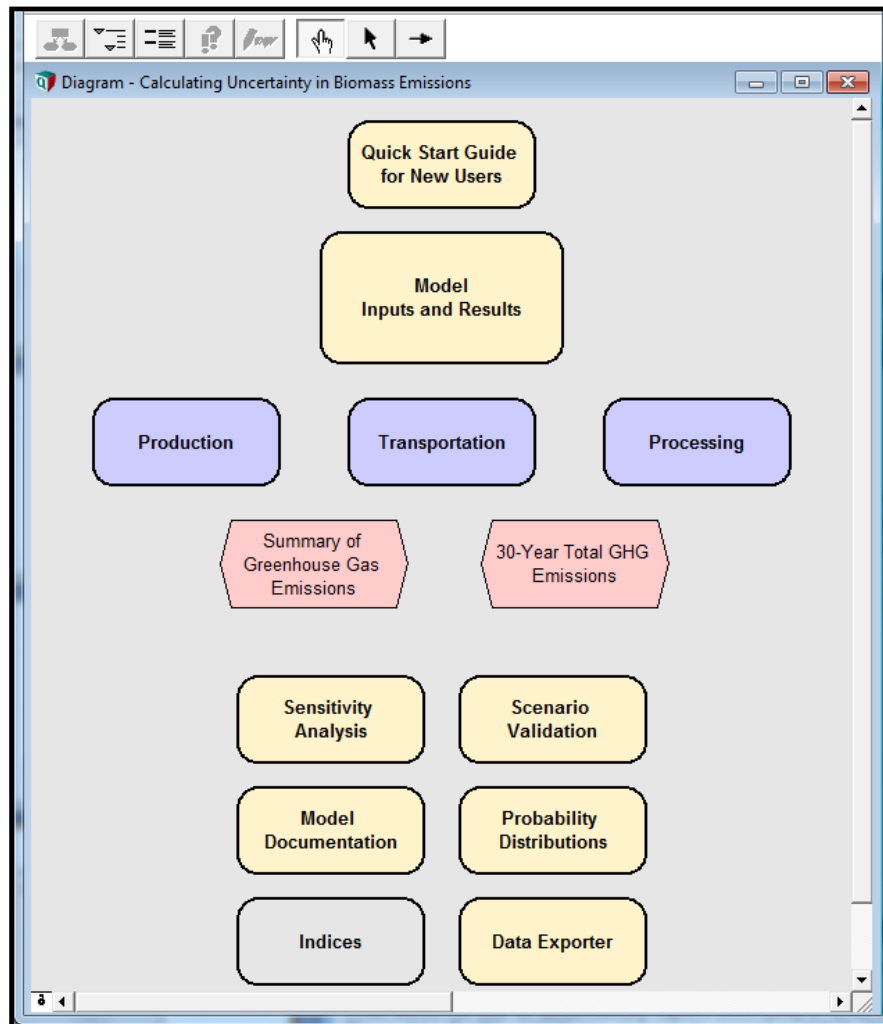 Diagram - Calculating Uncertainty in Biomass Emissions
Quick Start Guide
for New Users
Model
Inputs and Results
Production
Transportation
Processing
Summary of
Greenhouse Gas
Emissions
30-Year Total GHG
Emissions
Sensitivity
Analysis
Scenario
Validation
Model
Documentation
Probability
Distributions
Indices
Data Exporter